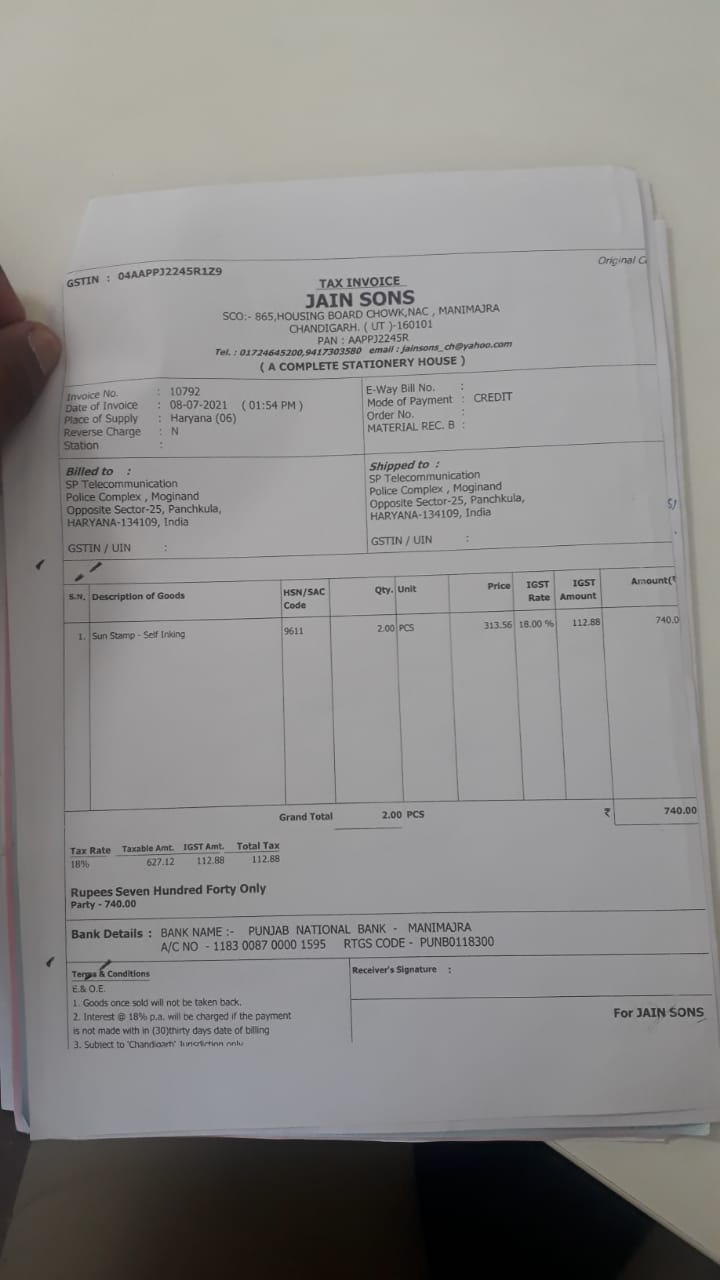 Original
GSTIN : 04AAPPJ2245R1Z9
TAX INVOICE
JAIN SONS
SCO:- 865,HOUSING BOARD CHOWK,NAC , MANIMAJRA
CHANDIGARH. ( UT )-160101
PAN : AAPPJ2245R
Tel. : 01724645200,9417303580 email : jainsons_ch@yahoo.com
( A COMPLETE STATIONERY HOUSE )
Invoice No. : 10792
Date of Invoice : 08-07-2021 ( 01:54 PM )
Place of Supply : Haryana (06)
Reverse Charge : N
Station :
E-Way Bill No. :
Mode of Payment : CREDIT
Order No. :
MATERIAL REC. B :
Billed to :
SP Telecommunication
Police Complex , Moginand
Opposite Sector-25, Panchkula,
HARYANA-134109, India
GSTIN / UIN :
Shipped to :
SP Telecommunication
Police Complex , Moginand
Opposite Sector-25, Panchkula,
HARYANA-134109, India
GSTIN / UIN :
S.N. Description of Goods HSN/SAC Code Qty. Unit Price IGST Rate IGST Amount Amount(₹
1. Sun Stamp - Self Inking 9611 2.00 PCS 313.56 18.00 % 112.88 740.0
Grand Total 2.00 PCS ₹ 740.00
Tax Rate Taxable Amt. IGST Amt. Total Tax
18% 627.12 112.88 112.88
Rupees Seven Hundred Forty Only
Party - 740.00
Bank Details : BANK NAME :- PUNJAB NATIONAL BANK - MANIMAJRA
A/C NO - 1183 0087 0000 1595 RTGS CODE - PUNB0118300
Terms & Conditions
E.& O.E.
1. Goods once sold will not be taken back.
2. Interest @ 18% p.a. will be charged if the payment
is not made with in (30)thirty days date of billing
3. Subject to 'Chandigarh' Jurisdiction only
Receiver's Signature :
For JAIN SONS